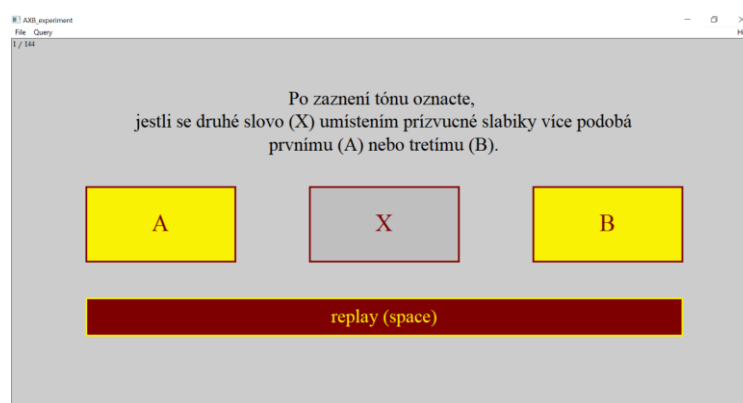 AXB_experiment
File Query
H
1 / 144
Po zaznení tónu oznacte,
jestli se druhé slovo (X) umístením prízvucné slabiky více podobá
prvnímu (A) nebo tretímu (B).
A X B
replay (space)